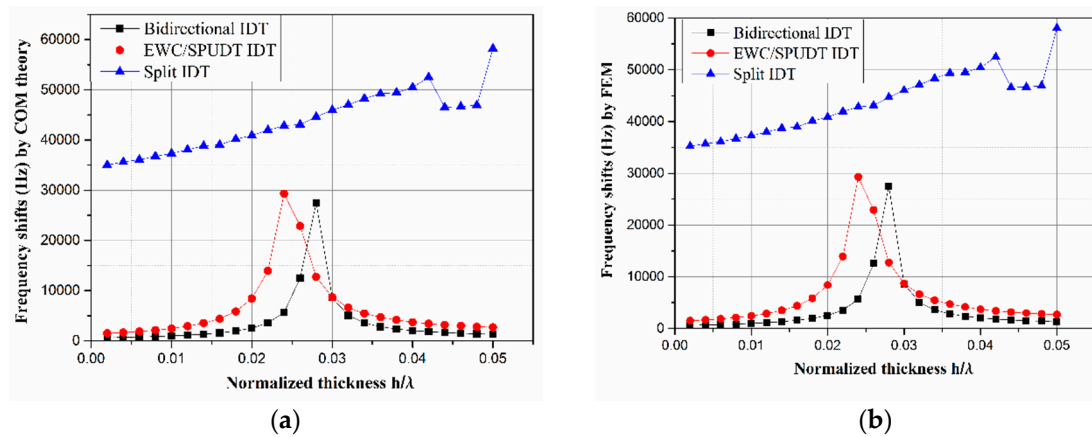 Bidirectional IDT
EWC/SPUDT IDT
Split IDT
Frequency shifts (Hz) by COM theory
60000
50000
40000
30000
20000
10000
0
0.00 0.01 0.02 0.03 0.04 0.05
Normalized thickness h/λ
(a)
Bidirectional IDT
EWC/SPUDT IDT
Split IDT
Frequency shifts (Hz) by FEM
60000
50000
40000
30000
20000
10000
0
0.00 0.01 0.02 0.03 0.04 0.05
Normalized thickness h/λ
(b)